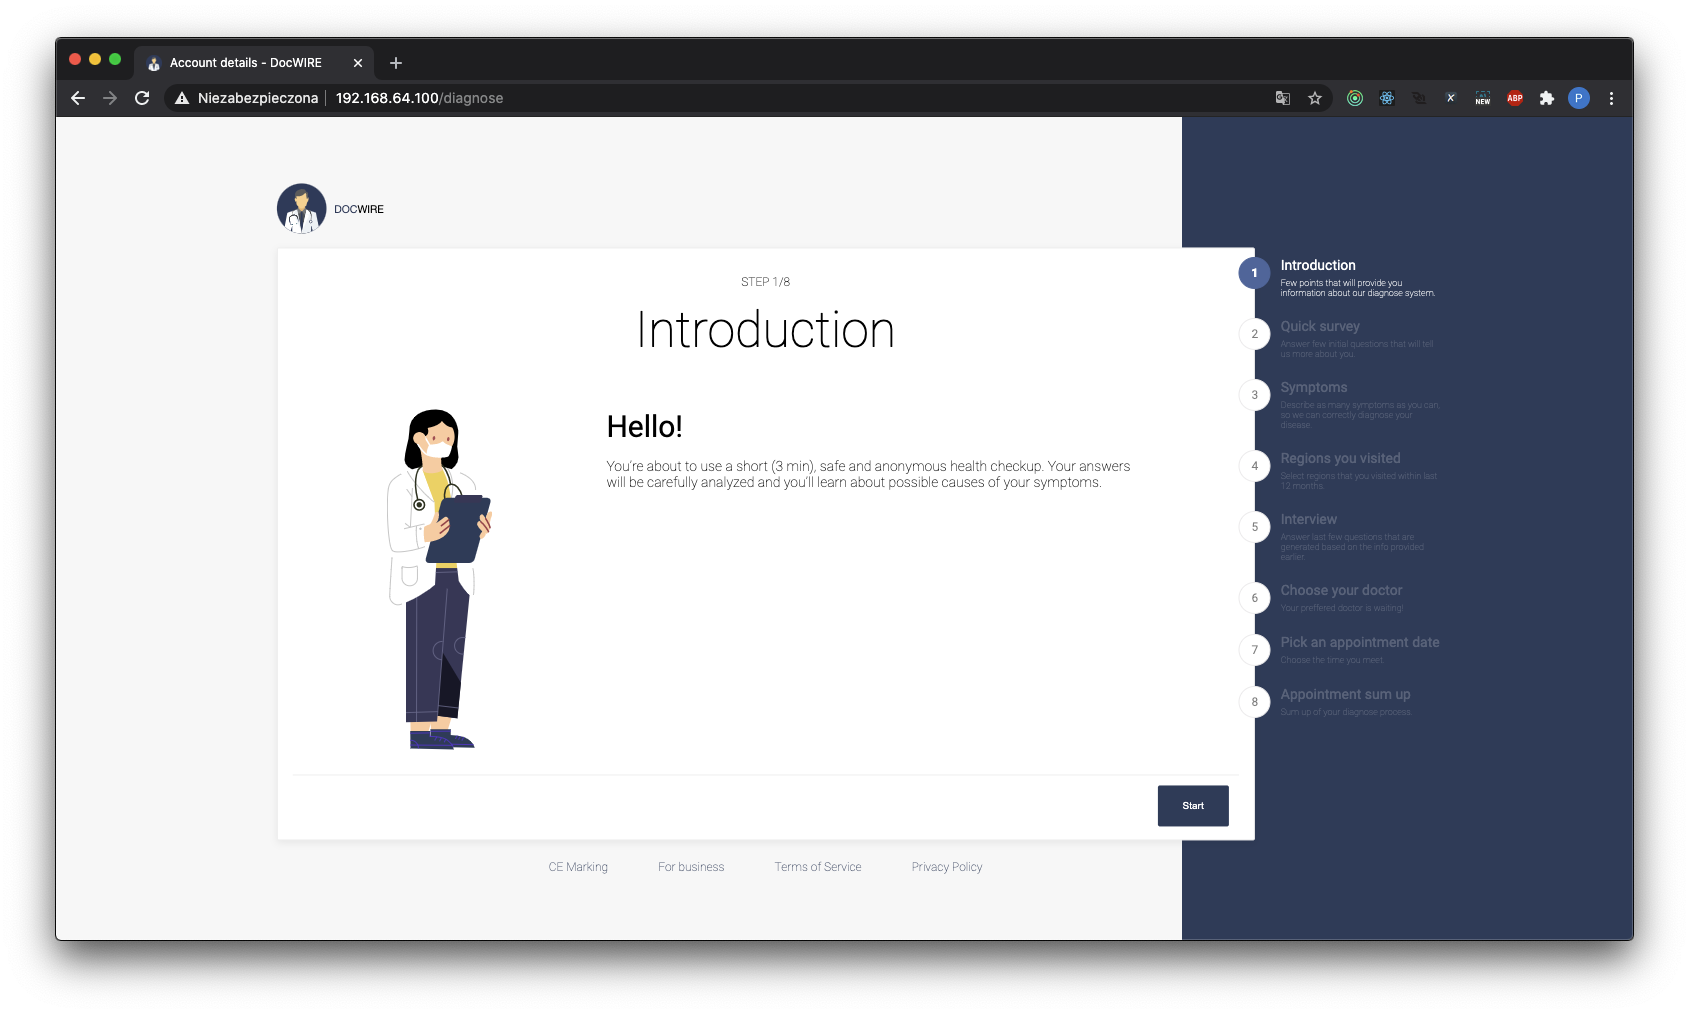 Account details - DocWIRE
Niezabezpieczona 192.168.64.100/diagnose
NEW
ABP
P
DOCWIRE
STEP 1/8
Introduction
Hello!
You're about to use a short (3 min), safe and anonymous health checkup. Your answers
will be carefully analyzed and you'll learn about possible causes of your symptoms.
Start
1
Introduction
Few points that will provide you
information about our diagnose system.
2
Quick survey
Answer few initial questions that will tell
us more about you.
3
Symptoms
Describe as many symptoms as you can,
so we can correctly diagnose your
disease.
4
Regions you visited
Select regions that you visited within last
12 months.
5
Interview
Answer last few questions that are
generated based on the info provided
earlier.
6
Choose your doctor
Your preffered doctor is waiting!
7
Pick an appointment date
Choose the time you meet.
8
Appointment sum up
Sum up of your diagnose process.
CE Marking For business Terms of Service Privacy Policy